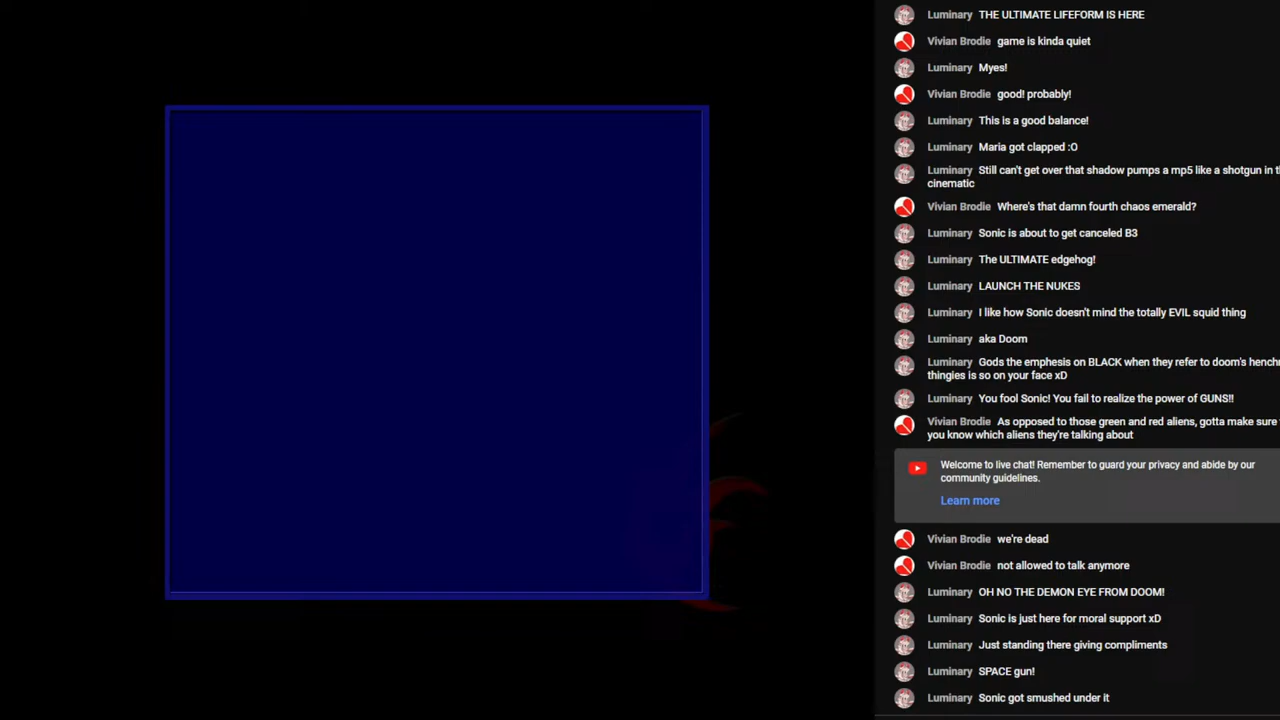 Luminary THE ULTIMATE LIFEFORM IS HERE
Vivian Brodie game is kinda quiet
Luminary Myes!
Vivian Brodie good! probably!
Luminary This is a good balance!
Luminary Maria got clapped :O
Luminary Still can't get over that shadow pumps a mp5 like a shotgun in
cinematic
Vivian Brodie Where's that damn fourth chaos emerald?
Luminary Sonic is about to get canceled B3
Luminary The ULTIMATE edgehog!
Luminary LAUNCH THE NUKES
Luminary I like how Sonic doesn't mind the totally EVIL squid thing
Luminary aka Doom
Luminary Gods the emphesis on BLACK when they refer to doom's
thingies is so on your face xD
Luminary You fool Sonic! You fail to realize the power of GUNS!!
Vivian Brodie As opposed to those green and red aliens, gotta make sure
you know which aliens they're talking about
Welcome to live chat! Remember to guard your privacy and abide by our
community guidelines.
Learn more
Vivian Brodie we're dead
Vivian Brodie not allowed to talk anymore
Luminary OH NO THE DEMON EYE FROM DOOM!
Luminary Sonic is just here for moral support xD
Luminary Just standing there giving compliments
Luminary SPACE gun!
Luminary Sonic got smushed under it